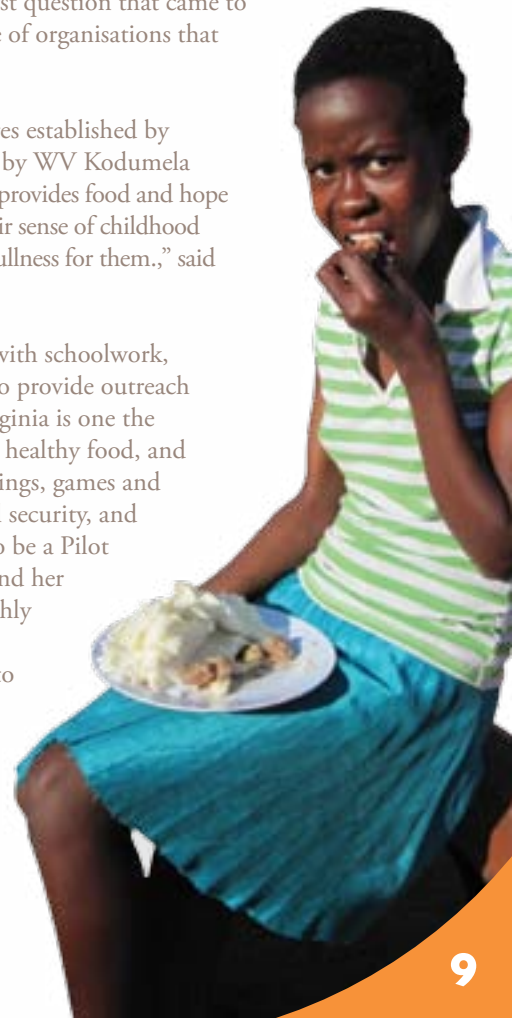 st question that came to
of organisations that
es established by
by WV Kodumela
provides food and hope
ir sense of childhood
ullness for them.,” said
with schoolwork,
o provide outreach
ginia is one the
healthy food, and
ings, games and
security, and
o be a Pilot
nd her
hly
to
9